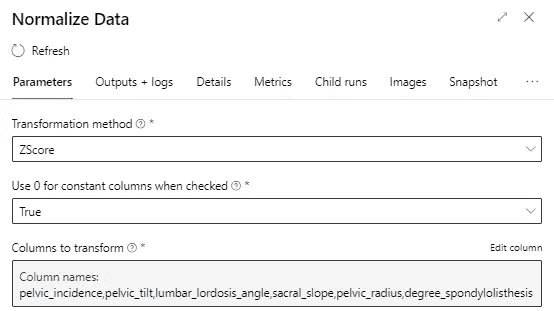 Normalize Data
Refresh
Parameters Outputs + logs Details Metrics Child runs Images Snapshot ...
Transformation method *
ZScore
Use 0 for constant columns when checked *
True
Columns to transform * Edit column
Column names:
pelvic_incidence,pelvic_tilt,lumbar_lordosis_angle,sacral_slope,pelvic_radius,degree_spondylolisthesis